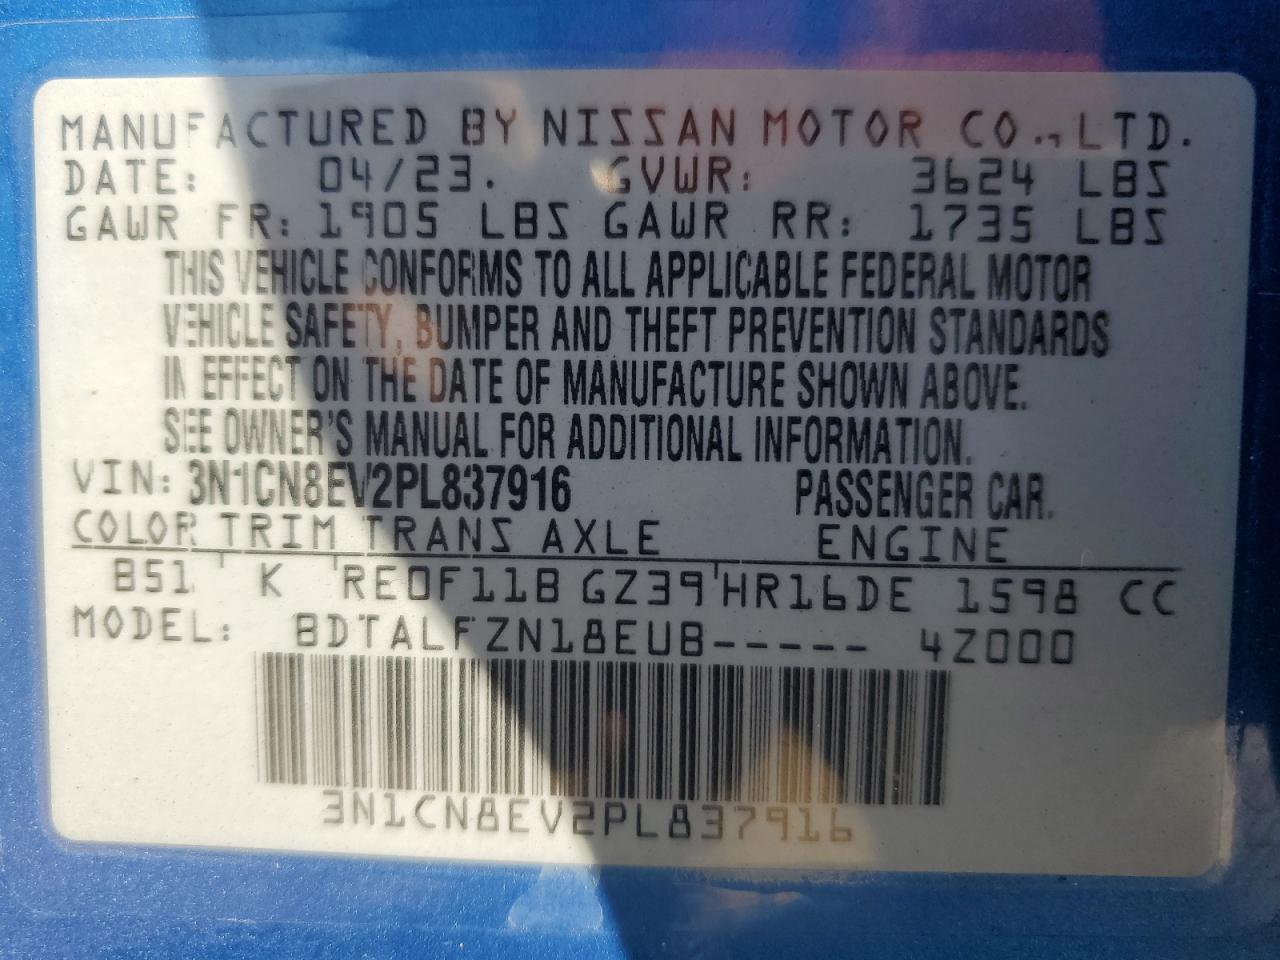 MANUFACTURED BY NISSAN MOTOR CO., LTD.
DATE: 04/23. GVWR: 3624 LBS
GAWR FR: 1905 LBS GAWR RR: 1735 LBS
THIS VEHICLE CONFORMS TO ALL APPLICABLE FEDERAL MOTOR
VEHICLE SAFETY, BUMPER AND THEFT PREVENTION STANDARDS
IN EFFECT ON THE DATE OF MANUFACTURE SHOWN ABOVE.
SEE OWNER'S MANUAL FOR ADDITIONAL INFORMATION.
VIN: 3N1CN8EV2PL837916 PASSENGER CAR.
COLOR TRIM TRANS AXLE ENGINE
B51 K RE0F11B GZ39 HR16DE 1598 CC
MODEL: BDTALFZN18EUB----- 4Z000
3N1CN8EV2PL837916